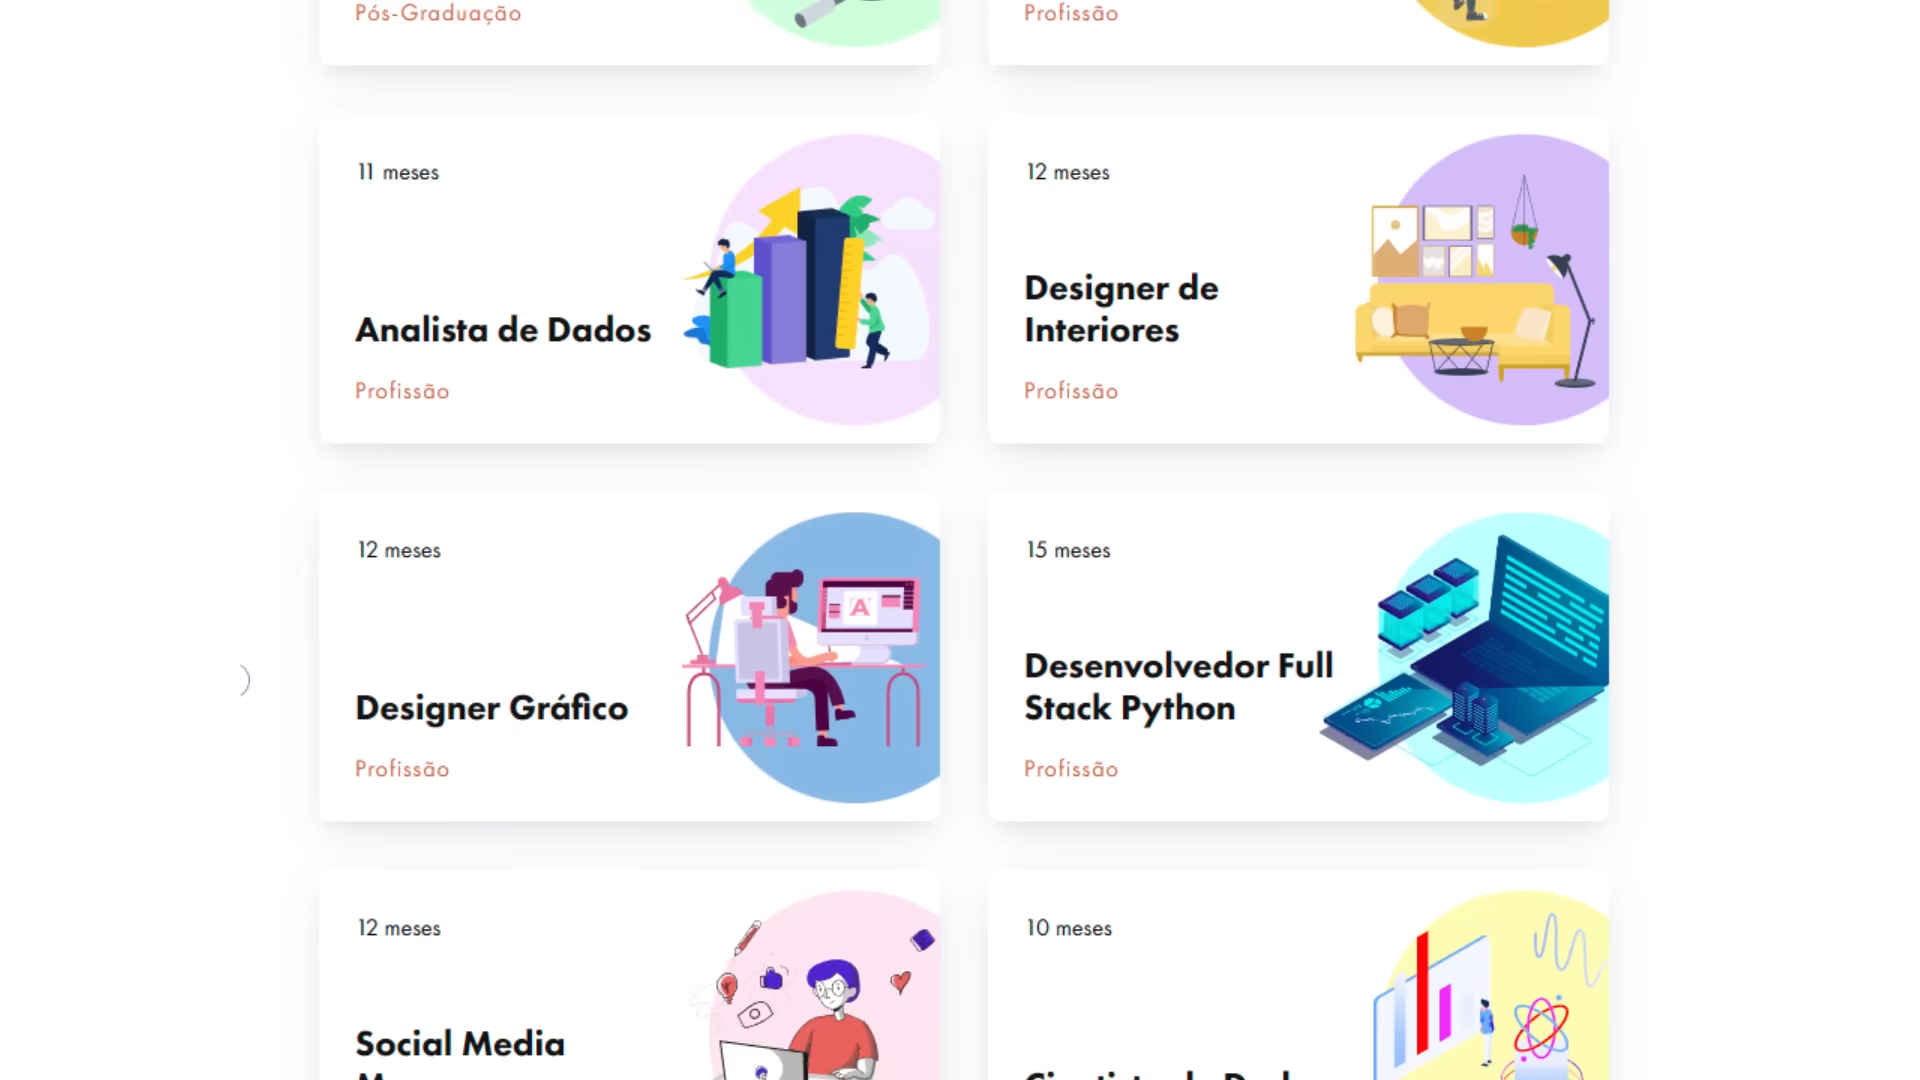 Pós-Graduação
Profissão
11 meses
Analista de Dados
Profissão
12 meses
Designer de
Interiores
Profissão
12 meses
Designer Gráfico
Profissão
A
15 meses
Desenvolvedor Full
Stack Python
Profissão
12 meses
Social Media
10 meses